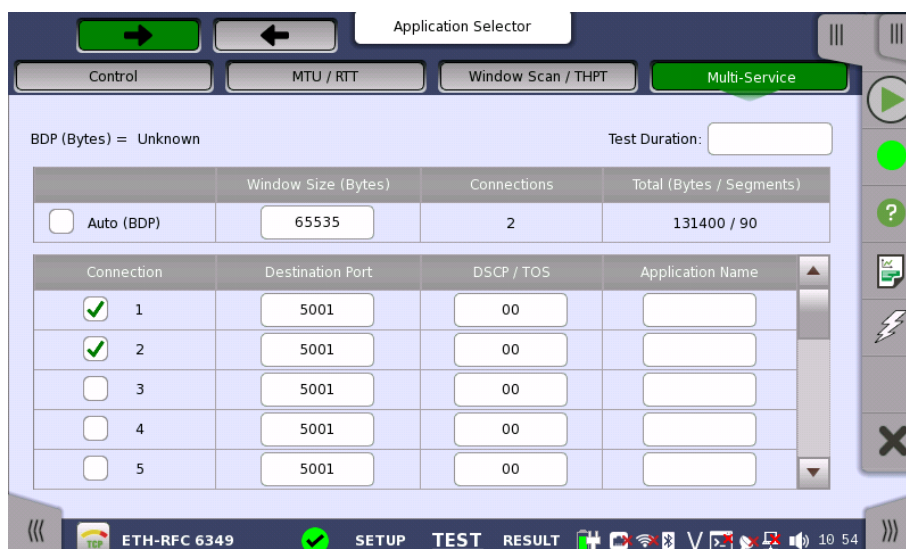 Application Selector
Control MTU / RTT Window Scan / THPT Multi-Service
BDP (Bytes) = Unknown Test Duration:
Window Size (Bytes) Connections Total (Bytes / Segments)
Auto (BDP) 65535 2 131400 / 90
Connection Destination Port DSCP / TOS Application Name
1 5001 00
2 5001 00
3 5001 00
4 5001 00
5 5001 00
TCP ETH-RFC 6349 SETUP TEST RESULT 10 54